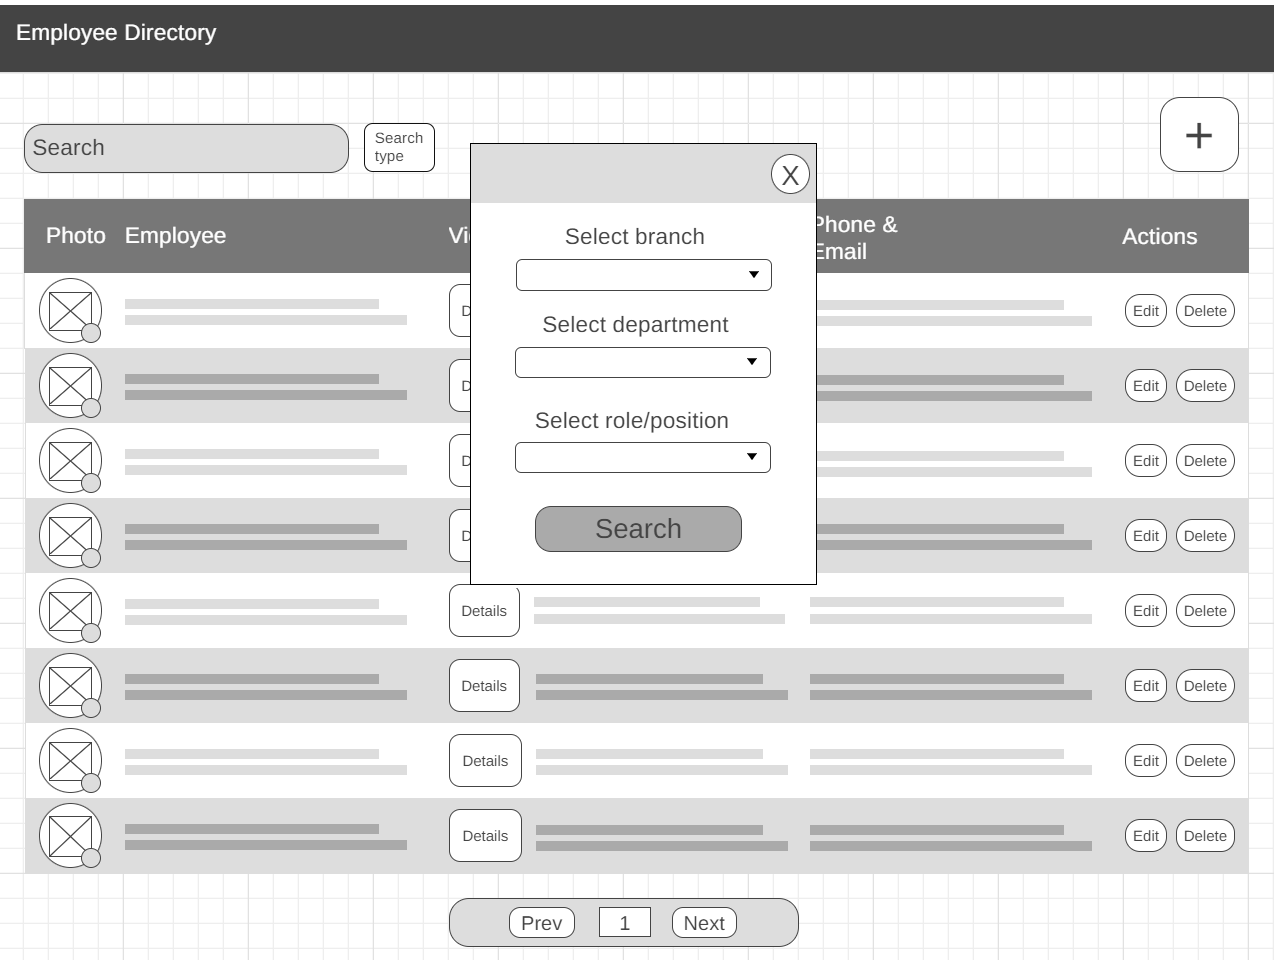 Employee Directory
Search
Search
type
+
X
Photo
Employee
Phone &
Email
Actions
Select branch
Select department
Select role/position
Search
Edit
Delete
Edit
Delete
Edit
Delete
Edit
Delete
Details
Edit
Delete
Details
Edit
Delete
Details
Edit
Delete
Details
Edit
Delete
Prev
1
Next